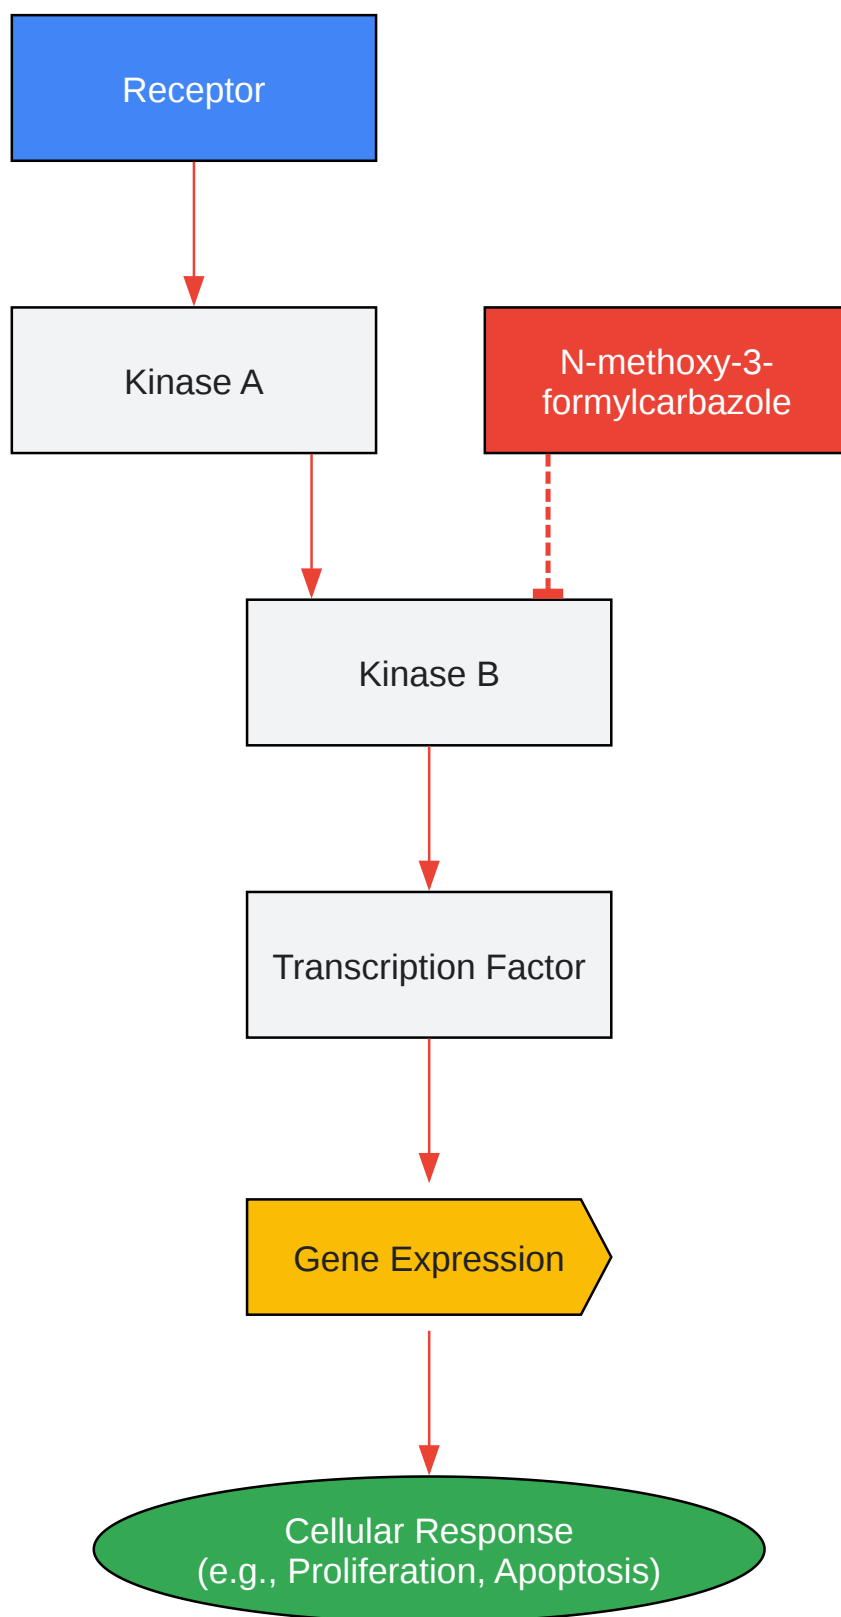 Receptor
Kinase A
N-methoxy-3-
formylcarbazole
Kinase B
Transcription Factor
Gene Expression
Cellular Response
(e.g., Proliferation, Apoptosis)